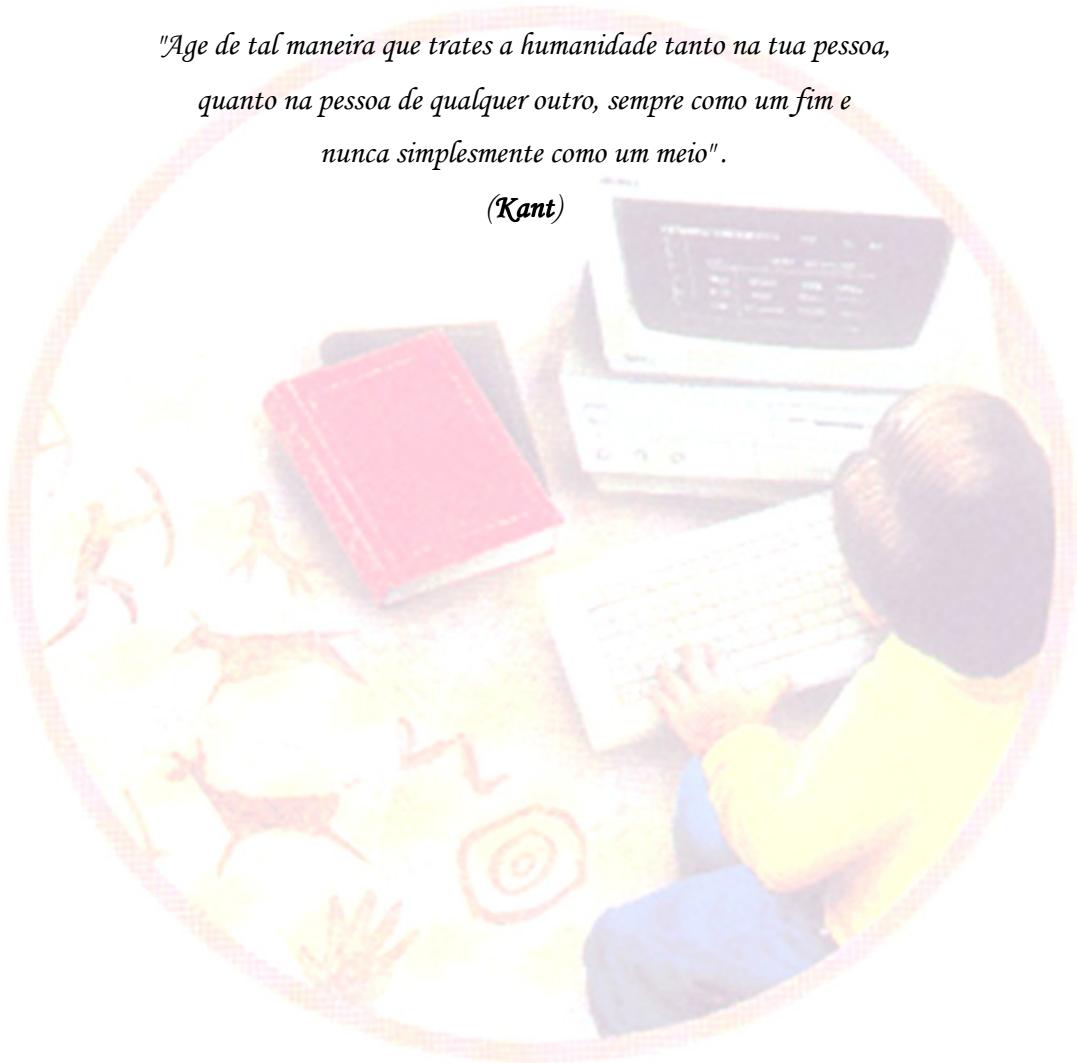 "Age de tal maneira que trates a humanidade tanto na tua pessoa,
quanto na pessoa de qualquer outro, sempre como um fim e
nunca simplesmente como um meio" .
(Kant)